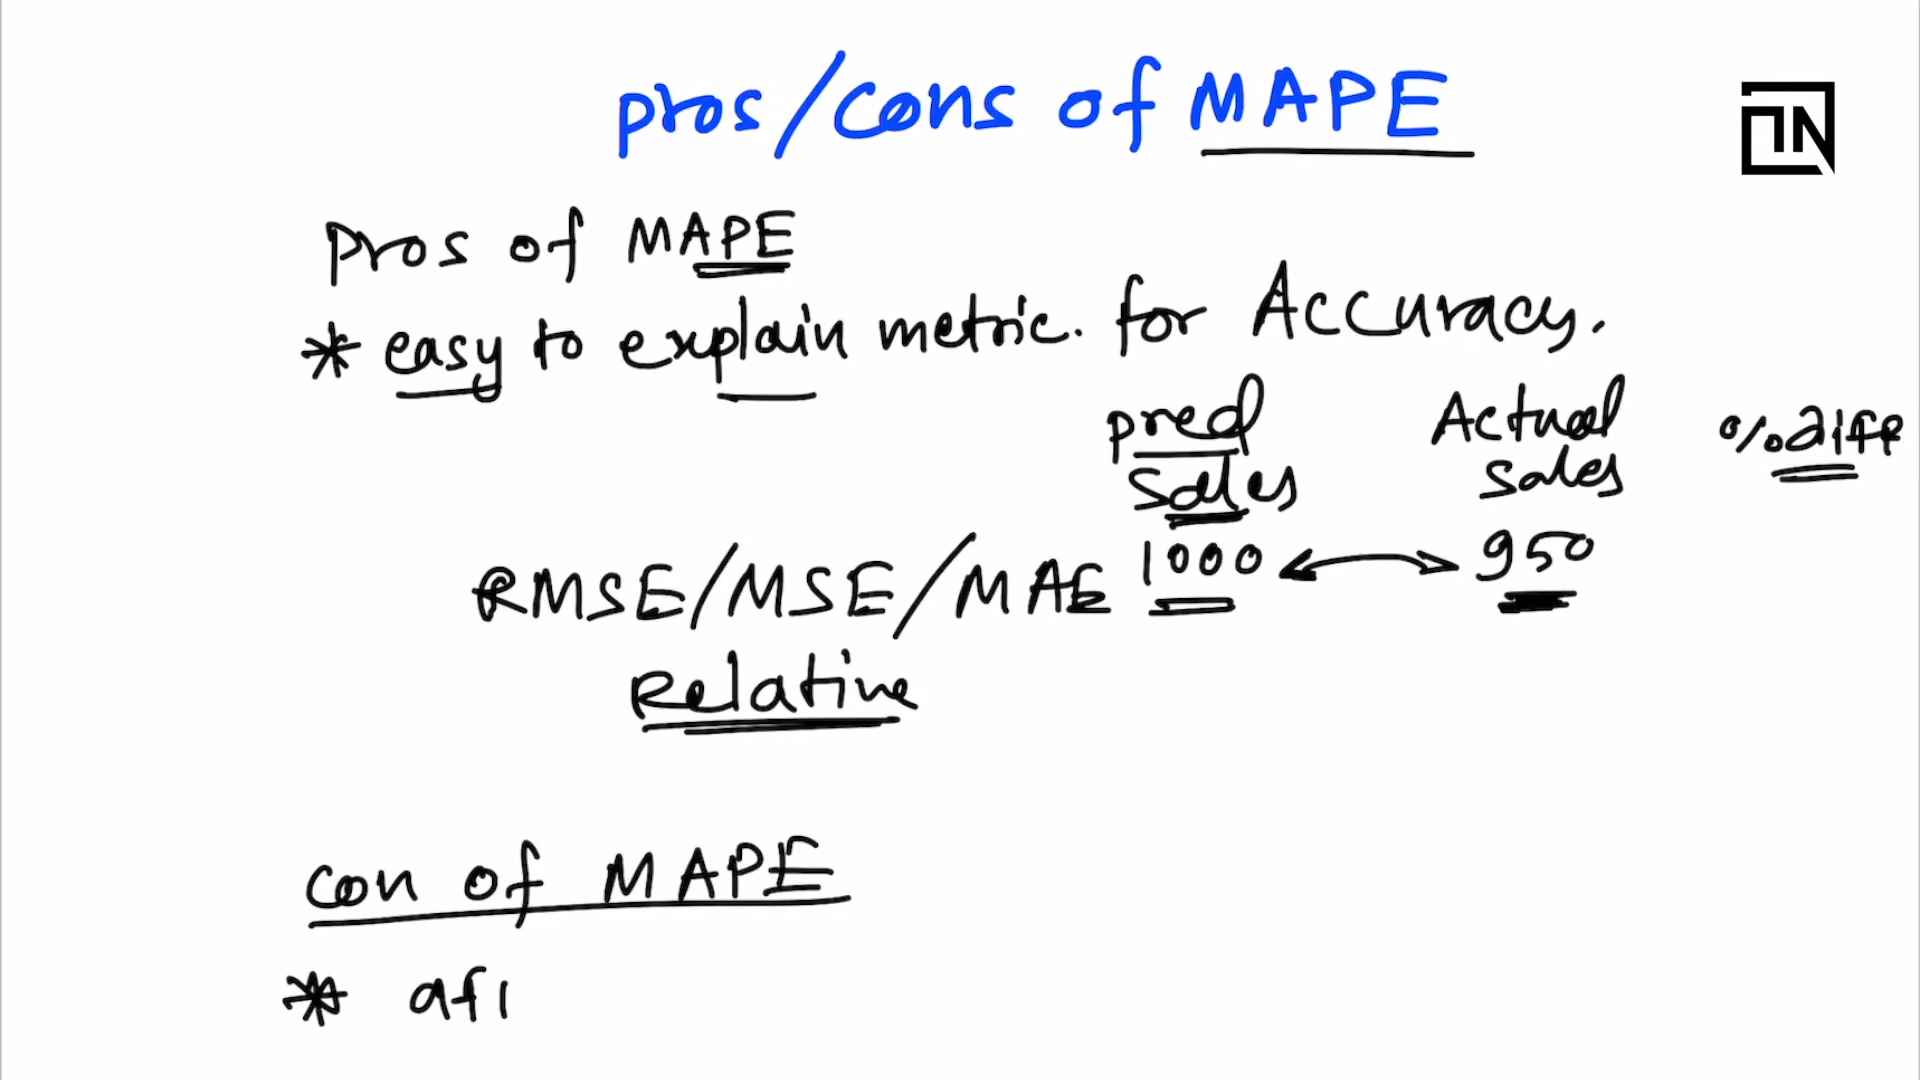 pros/cons of MAPE
Pros of MAPE
* easy to explain metric. for Accuracy.
pred Actual %diff
sales sales
1000 950
RMSE/MSE/MAE
Relative
con of MAPE
* af